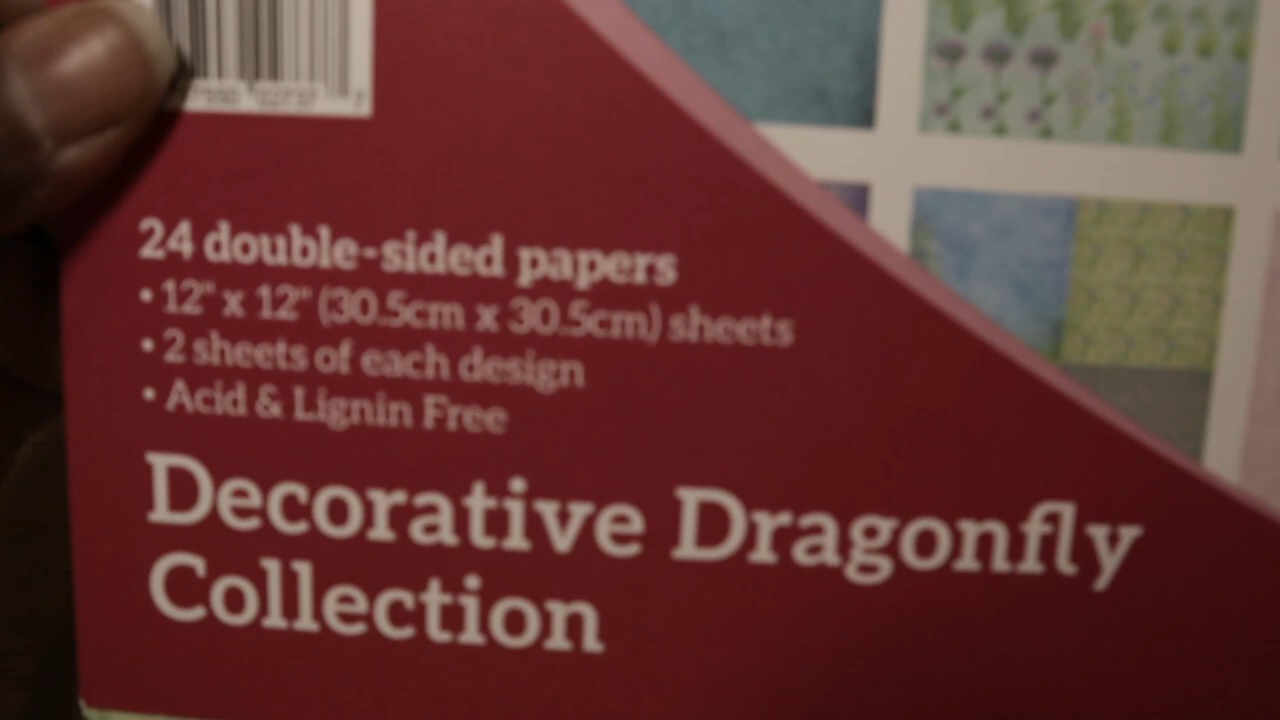 24 double-sided papers
• 12" x 12" (30.5cm x 30.5cm) sheets
• 2 sheets of each design
• Acid & Lignin Free
Decorative Dragonfly
Collection